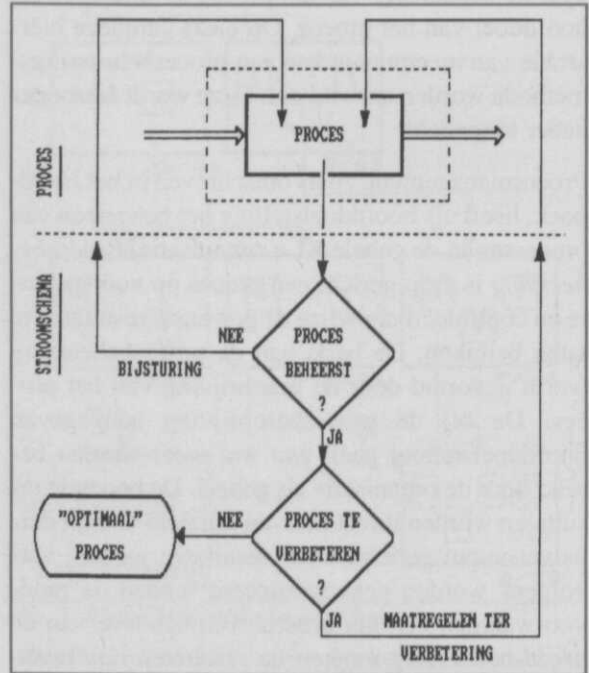 PROCES
PROCES
STROOMSCHEMA
NEE
PROCES
BEHEERST
?
BIJSTURING
JA
"OPTIMAAL"
PROCES
NEE
PROCES TE
VERBETEREN
?
JA
MAATREGELEN TER
VERBETERING